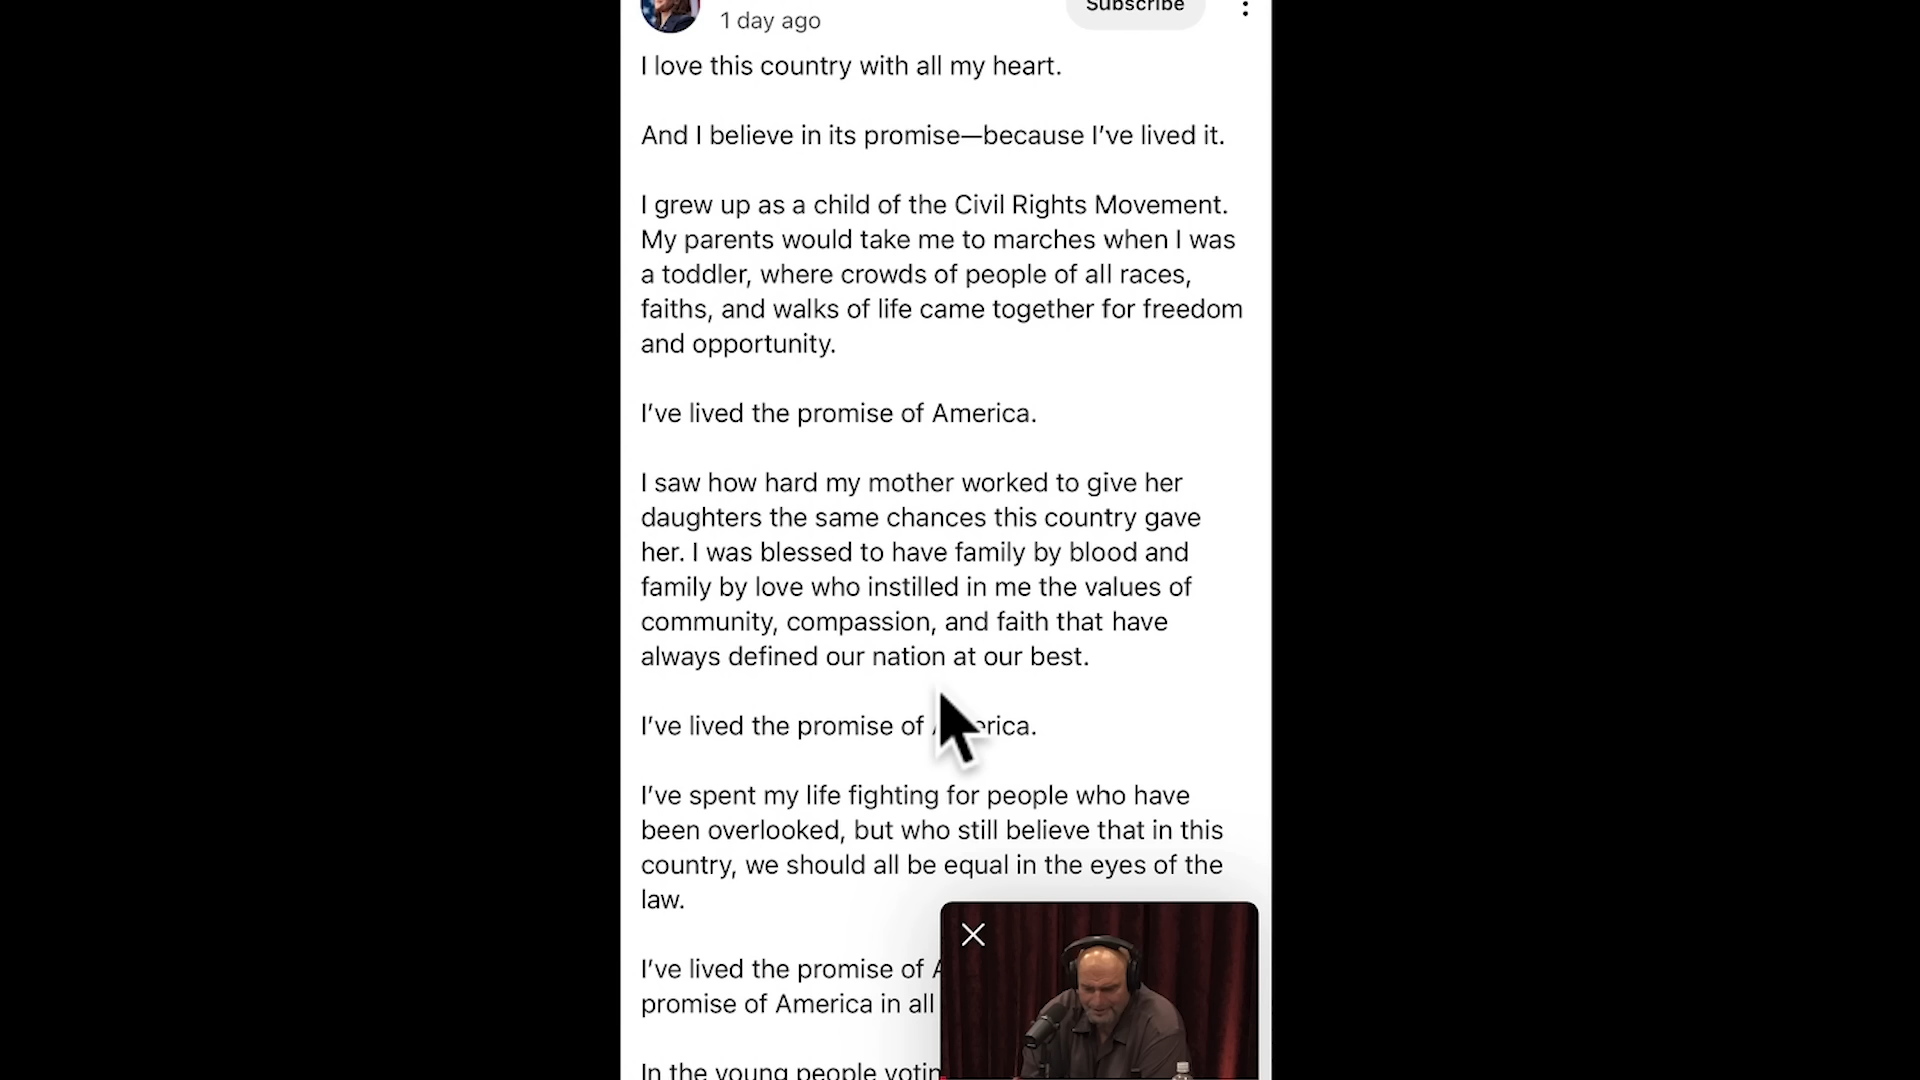 Subscribe
1 day ago
I love this country with all my heart.
And I believe in its promise—because I’ve lived it.
I grew up as a child of the Civil Rights Movement.
My parents would take me to marches when I was
a toddler, where crowds of people of all races,
faiths, and walks of life came together for freedom
and opportunity.
I’ve lived the promise of America.
I saw how hard my mother worked to give her
daughters the same chances this country gave
her. I was blessed to have family by blood and
family by love who instilled in me the values of
community, compassion, and faith that have
always defined our nation at our best.
I’ve lived the promise of
I’ve spent my life fighting for people who have
been overlooked, but who still believe that in this
country, we should all be equal in the eyes of the
law.
I’ve lived the promise of
promise of America in all
In the young people